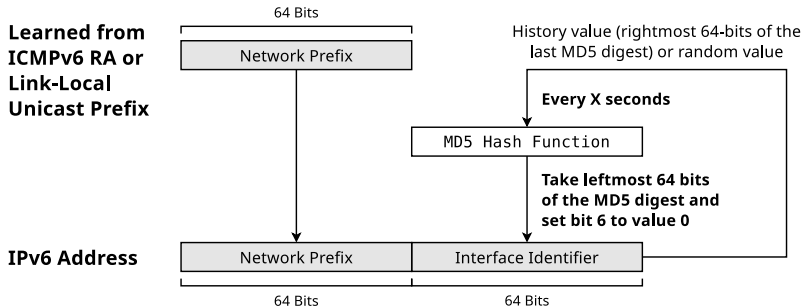 64 Bits
Learned from
ICMPv6 RA or
Link-Local
Unicast Prefix
Network Prefix
History value (rightmost 64-bits of the
last MD5 digest) or random value
Every X seconds
MD5 Hash Function
Take leftmost 64 bits
of the MD5 digest and
set bit 6 to value 0
IPv6 Address
Network Prefix
Interface Identifier
64 Bits
64 Bits